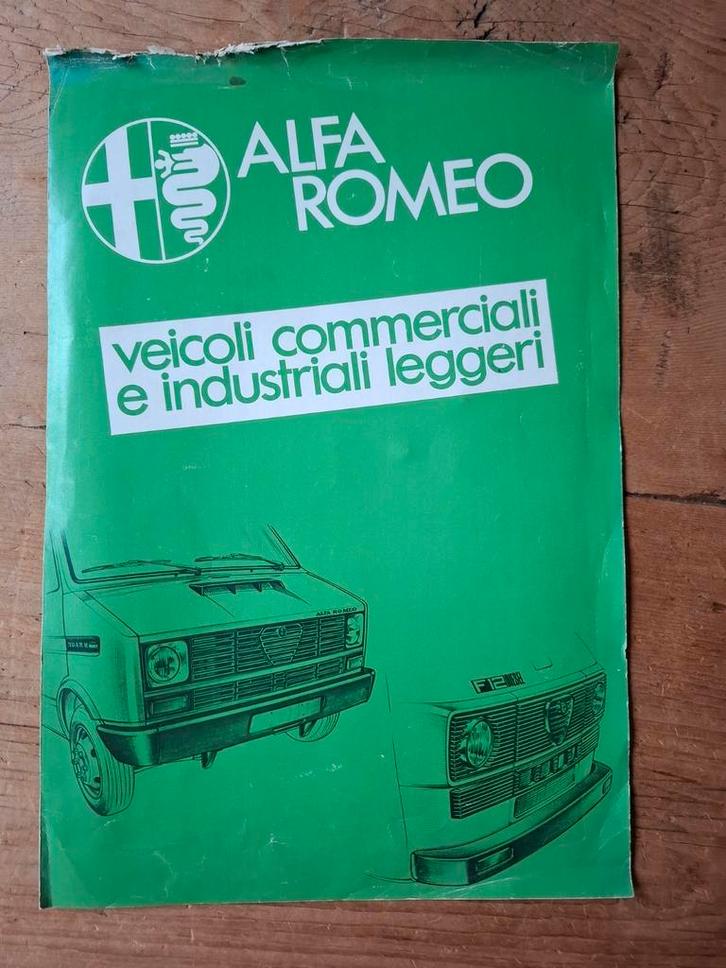 ALFA
ROMEO
veicoli commerciali
e industriali leggeri
ALFA ROMEO
F12